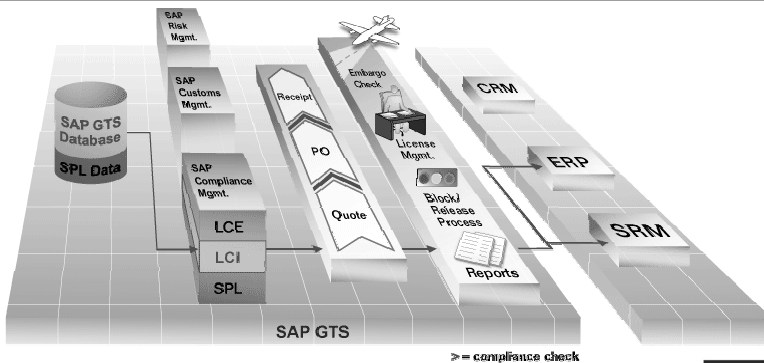 SAP
Risk
Mgmt.
SAP
Customs
Mgmt.
SAP GTS
Database
SPL Data
SAP
Compliance
Mgmt.
LCE
LCI
SPL
Receipt
PO
Quote
Embargo
Check
License
Mgmt.
Block/
Release
Process
Reports
CRM
ERP
SRM
SAP GTS
> = compliance check